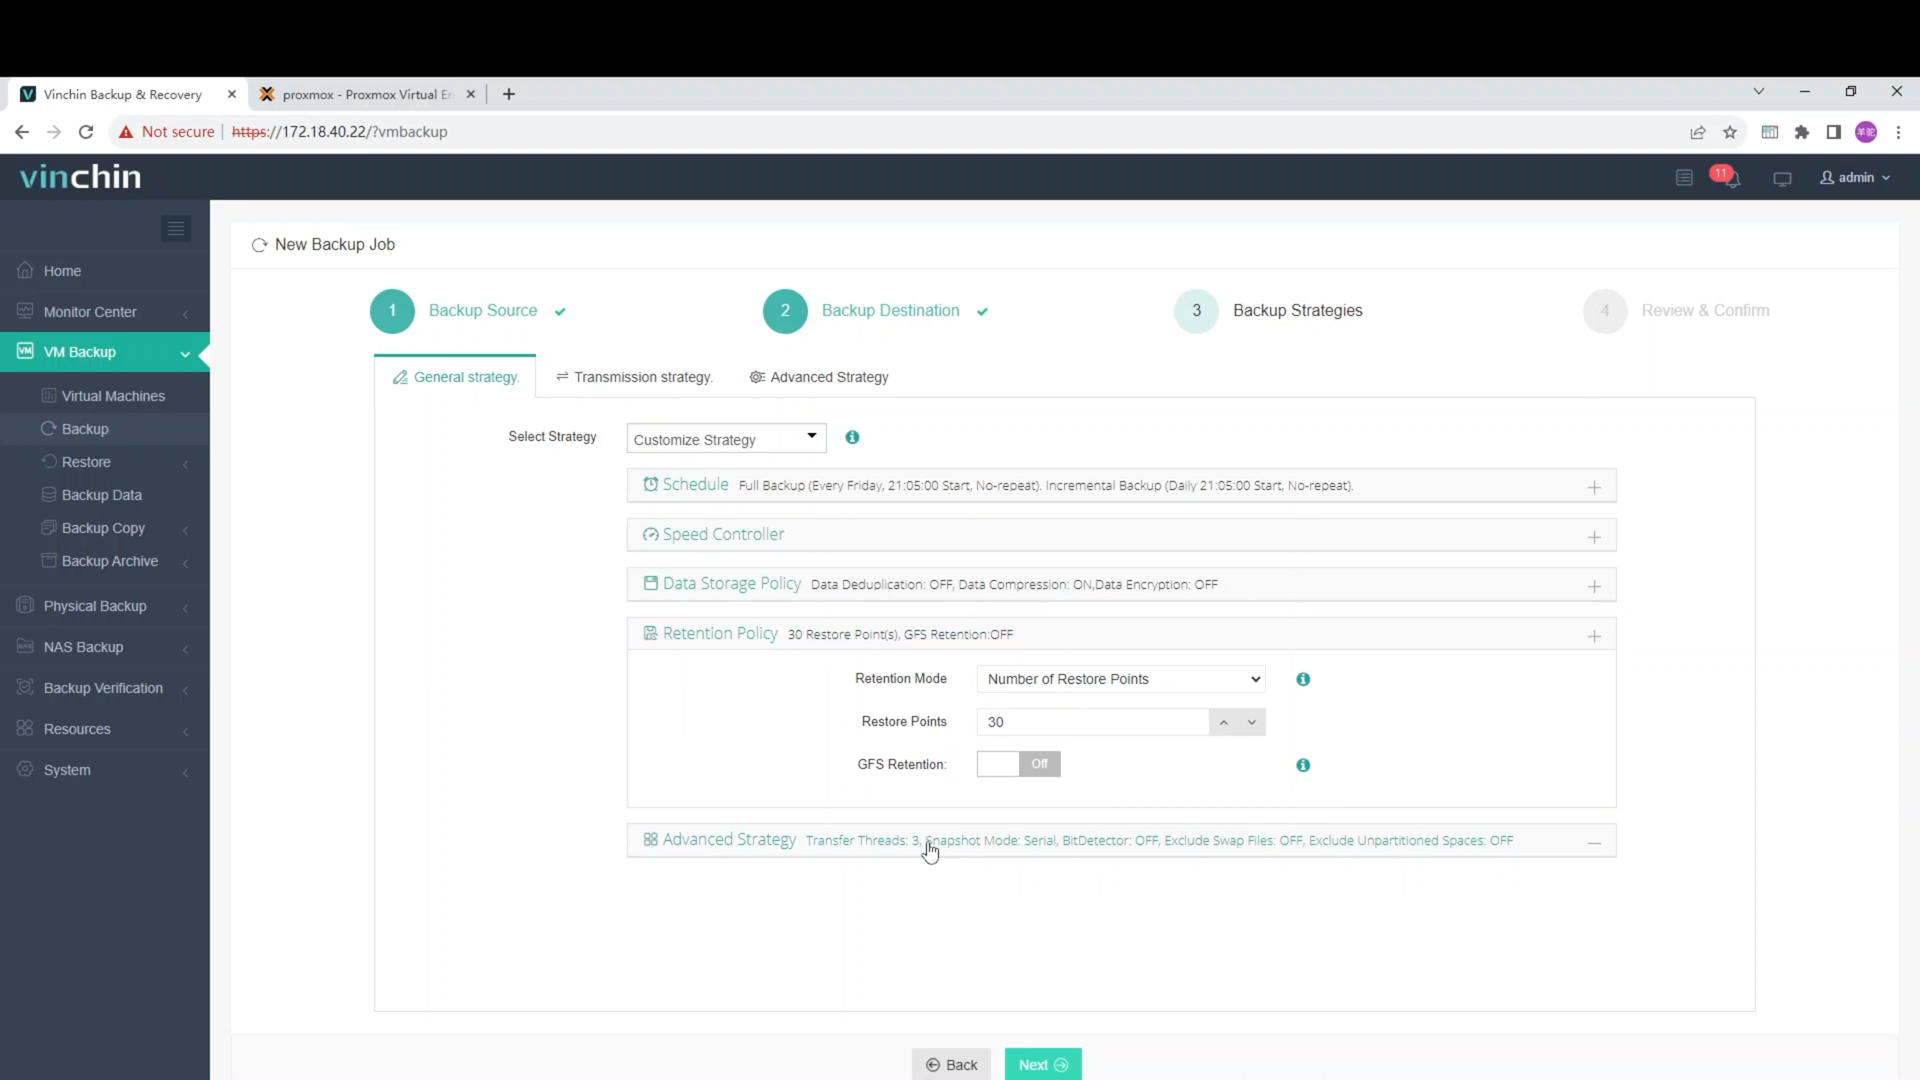 Vinchin Backup & Recovery
proxmox - Proxmox Virtual En
Not secure
https://172.18.40.22/?vmbackup
羊驼
vinchin
11
admin
Home
Monitor Center
VM Backup
Virtual Machines
Backup
Restore
Backup Data
Backup Copy
Backup Archive
Physical Backup
NAS Backup
Backup Verification
Resources
System
New Backup Job
1 Backup Source
2 Backup Destination
3 Backup Strategies
4 Review & Confirm
General strategy.
Transmission strategy.
Advanced Strategy
Select Strategy
Customize Strategy
Schedule Full Backup (Every Friday, 21:05:00 Start, No-repeat). Incremental Backup (Daily 21:05:00 Start, No-repeat).
Speed Controller
Data Storage Policy Data Deduplication: OFF, Data Compression: ON,Data Encryption: OFF
Retention Policy 30 Restore Point(s), GFS Retention:OFF
Retention Mode
Number of Restore Points
Restore Points
30
GFS Retention:
Off
Advanced Strategy Transfer Threads: 3, Snapshot Mode: Serial, BitDetector: OFF, Exclude Swap Files: OFF, Exclude Unpartitioned Spaces: OFF
Back
Next